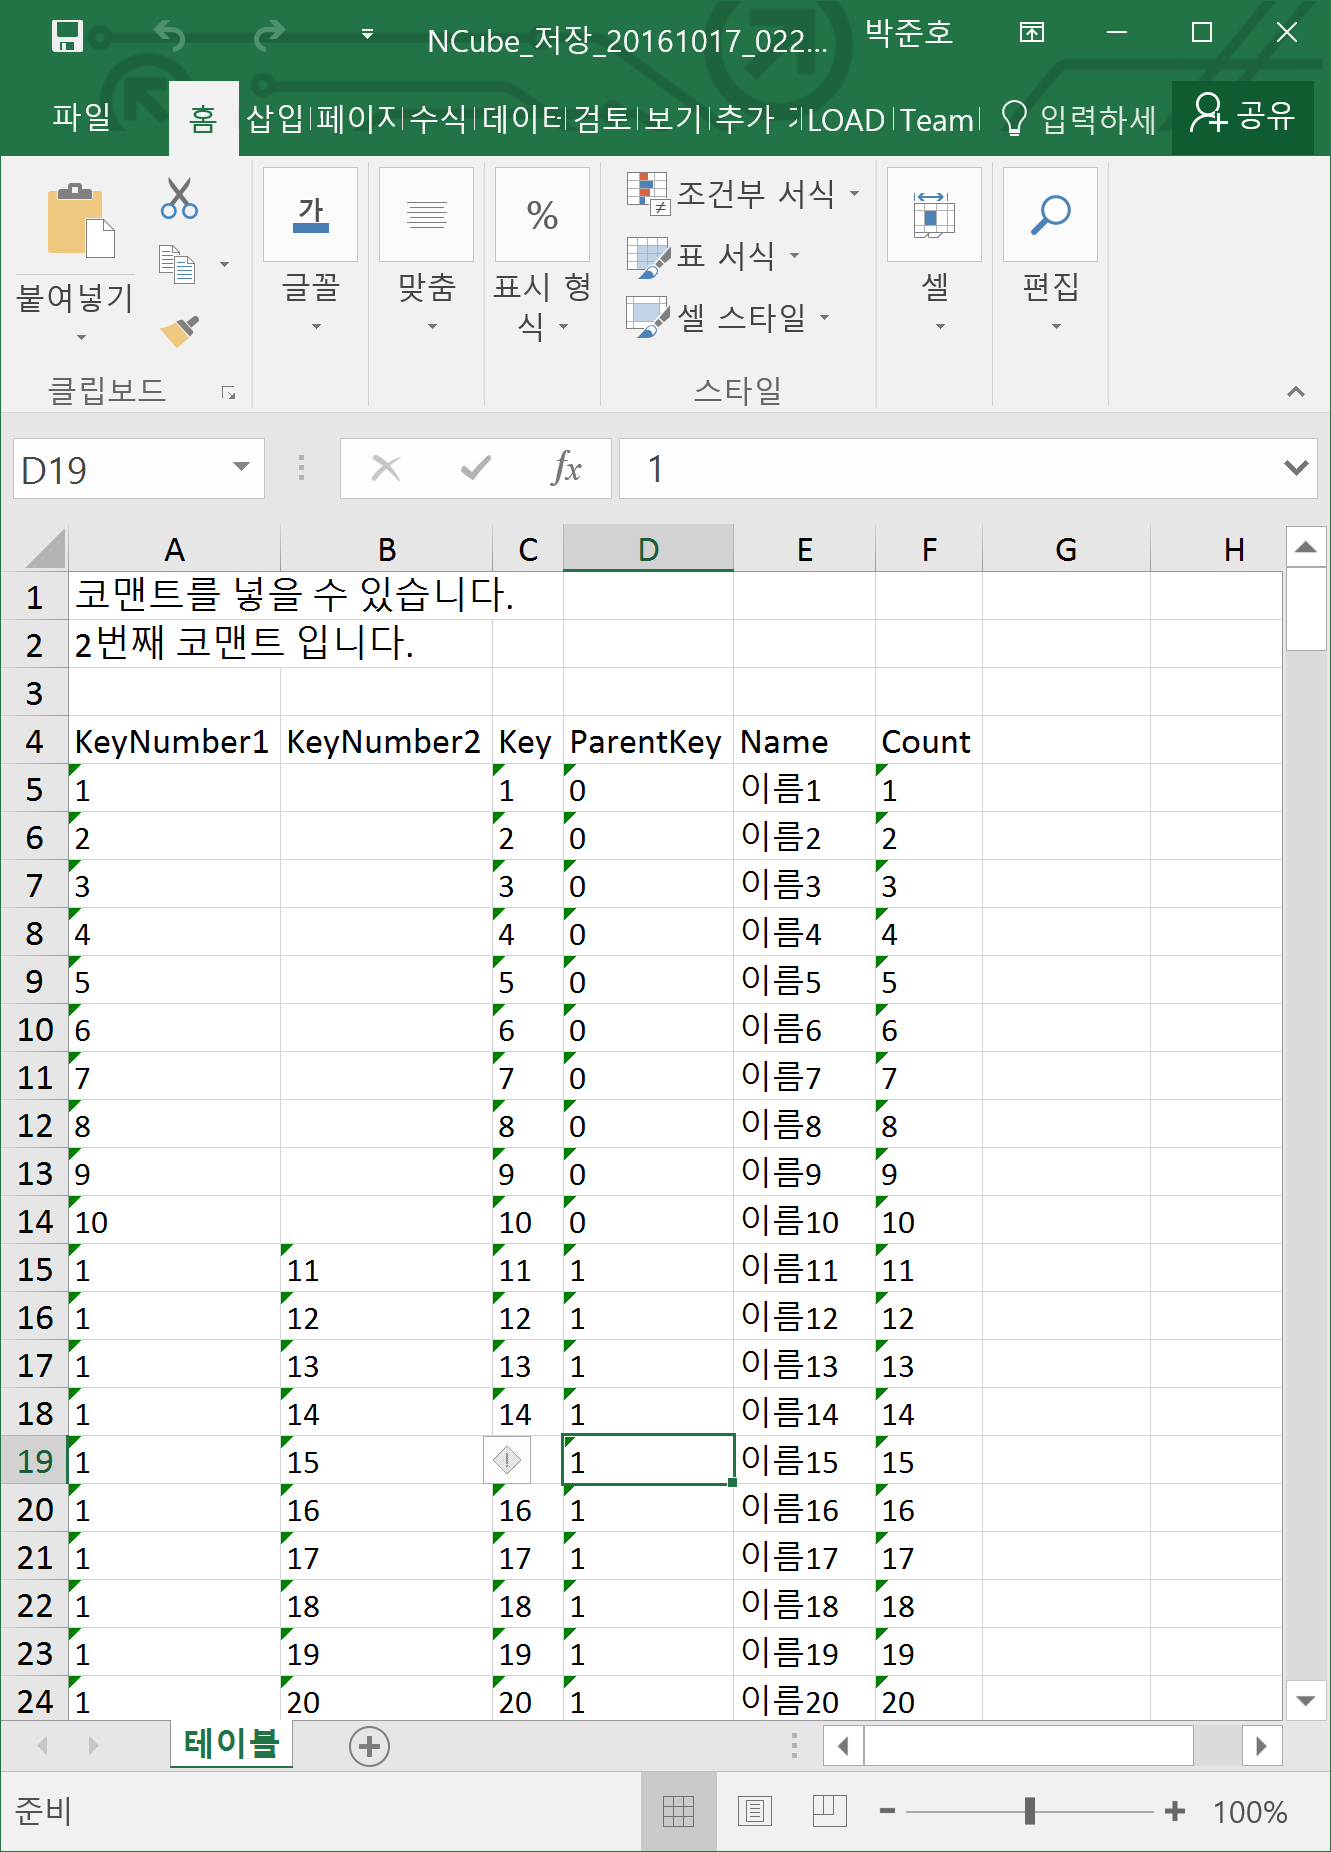 NCube_저장_20161017_022... 박준호
파일 홈 삽입 페이지 수식 데이터 검토 보기 추가 LOAD Team 입력하세 공유
가 %
조건부 서식
표 서식
셀 스타일
붙여넣기 글꼴 맞춤 표시 형식 셀 편집
클립보드 스타일
D19 fx 1
A B C D E F G H
1 코맨트를 넣을 수 있습니다.
2 2번째 코맨트 입니다.
3
4 KeyNumber1 KeyNumber2 Key ParentKey Name Count
5 1 1 0 이름1 1
6 2 2 0 이름2 2
7 3 3 0 이름3 3
8 4 4 0 이름4 4
9 5 5 0 이름5 5
10 6 6 0 이름6 6
11 7 7 0 이름7 7
12 8 8 0 이름8 8
13 9 9 0 이름9 9
14 10 10 0 이름10 10
15 1 11 11 1 이름11 11
16 1 12 12 1 이름12 12
17 1 13 13 1 이름13 13
18 1 14 14 1 이름14 14
19 1 15 1 이름15 15
20 1 16 16 1 이름16 16
21 1 17 17 1 이름17 17
22 1 18 18 1 이름18 18
23 1 19 19 1 이름19 19
24 1 20 20 1 이름20 20
테이블
준비 100%